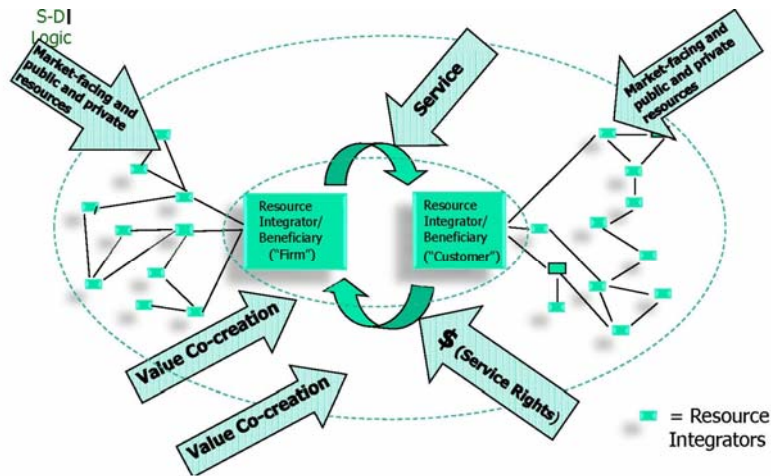 S-D
Logic
Market-facing and
public and private
resources
Service
Market-facing and
public and private
resources
Resource
Integrator/
Beneficiary
("Firm")
Resource
Integrator/
Beneficiary
("Customer")
Value Co-creation
Value Co-creation
$ (Service Rights)
= Resource
Integrators